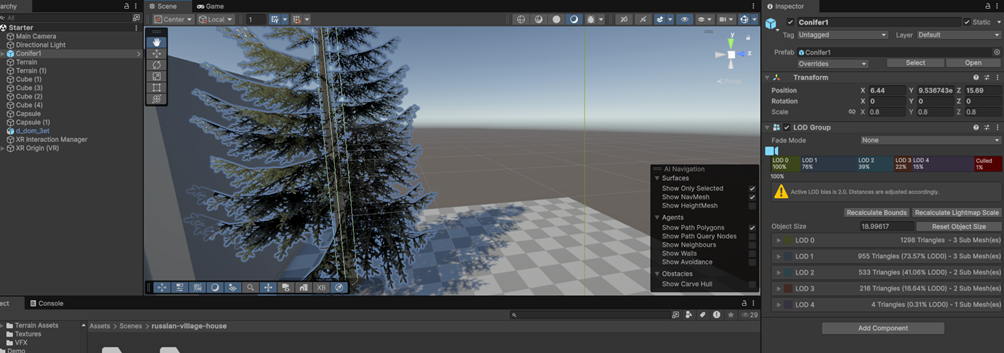 archy
Scene
Game
Inspector
Center
Local
1
All
Starter
Main Camera
Directional Light
Conifer1
Terrain
Terrain (1)
Cube (1)
Cube (3)
Cube (2)
Cube (4)
Capsule
Capsule (1)
d_dom_3et
XR Interaction Manager
XR Origin (VR)
y
z
Persp
AI Navigation
Surfaces
Show Only Selected
Show NavMesh
Show HeightMesh
Agents
Show Path Polygons
Show Path Query Nodes
Show Neighbours
Show Walls
Show Avoidance
Obstacles
Show Carve Hull
XB
Conifer1
Static
Tag Untagged Layer Default
Prefab Conifer1
Overrides Select Open
Transform
Position X 6.44 Y 9.536743e Z 15.69
Rotation X 0 Y 0 Z 0
Scale X 0.8 Y 0.8 Z 0.8
LOD Group
Fade Mode None
LOD 0 LOD 1 LOD 2 LOD 3 LOD 4 Culled
100% 76% 39% 22% 15% 1%
100%
Active LOD bias is 2.0. Distances are adjusted accordingly.
Recalculate Bounds Recalculate Lightmap Scale
Object Size 18.99617 Reset Object Size
LOD 0 1298 Triangles - 3 Sub Mesh(es)
LOD 1 955 Triangles (73.57% LOD0) - 3 Sub Mesh(es)
LOD 2 533 Triangles (41.06% LOD0) - 2 Sub Mesh(es)
LOD 3 216 Triangles (16.64% LOD0) - 2 Sub Mesh(es)
LOD 4 4 Triangles (0.31% LOD0) - 1 Sub Mesh(es)
Add Component
ect
Console
29
Terrain Assets
Textures
VFX
Demo
Assets > Scenes > russian-village-house